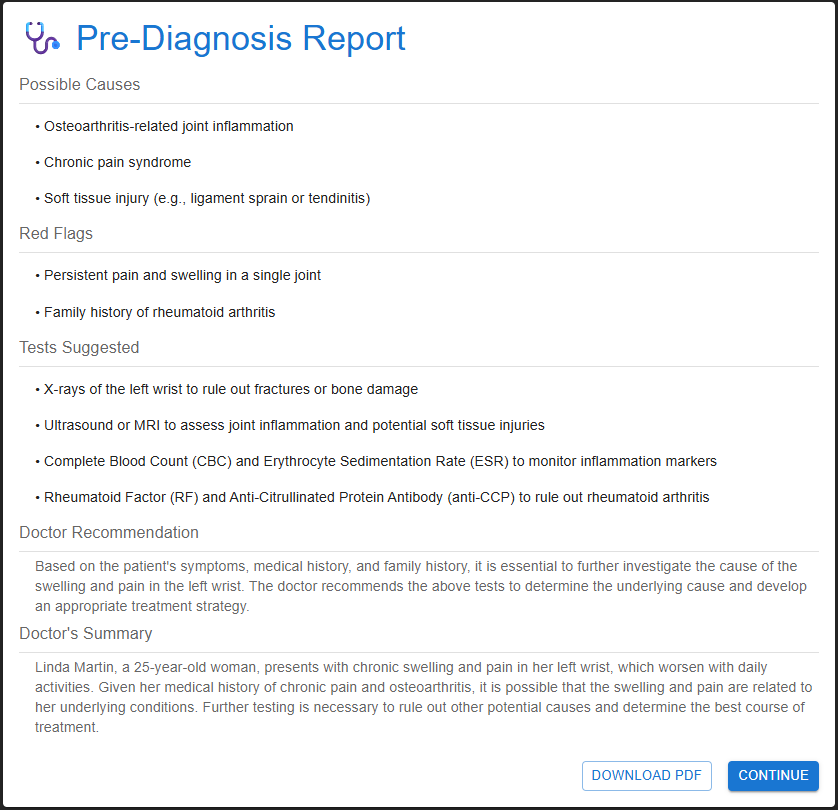 Pre-Diagnosis Report
Possible Causes
• Osteoarthritis-related joint inflammation
• Chronic pain syndrome
• Soft tissue injury (e.g., ligament sprain or tendinitis)
Red Flags
• Persistent pain and swelling in a single joint
• Family history of rheumatoid arthritis
Tests Suggested
• X-rays of the left wrist to rule out fractures or bone damage
• Ultrasound or MRI to assess joint inflammation and potential soft tissue injuries
• Complete Blood Count (CBC) and Erythrocyte Sedimentation Rate (ESR) to monitor inflammation markers
• Rheumatoid Factor (RF) and Anti-Citrullinated Protein Antibody (anti-CCP) to rule out rheumatoid arthritis
Doctor Recommendation
Based on the patient's symptoms, medical history, and family history, it is essential to further investigate the cause of the
swelling and pain in the left wrist. The doctor recommends the above tests to determine the underlying cause and develop
an appropriate treatment strategy.
Doctor's Summary
Linda Martin, a 25-year-old woman, presents with chronic swelling and pain in her left wrist, which worsen with daily
activities. Given her medical history of chronic pain and osteoarthritis, it is possible that the swelling and pain are related to
her underlying conditions. Further testing is necessary to rule out other potential causes and determine the best course of
treatment.
DOWNLOAD PDF
CONTINUE